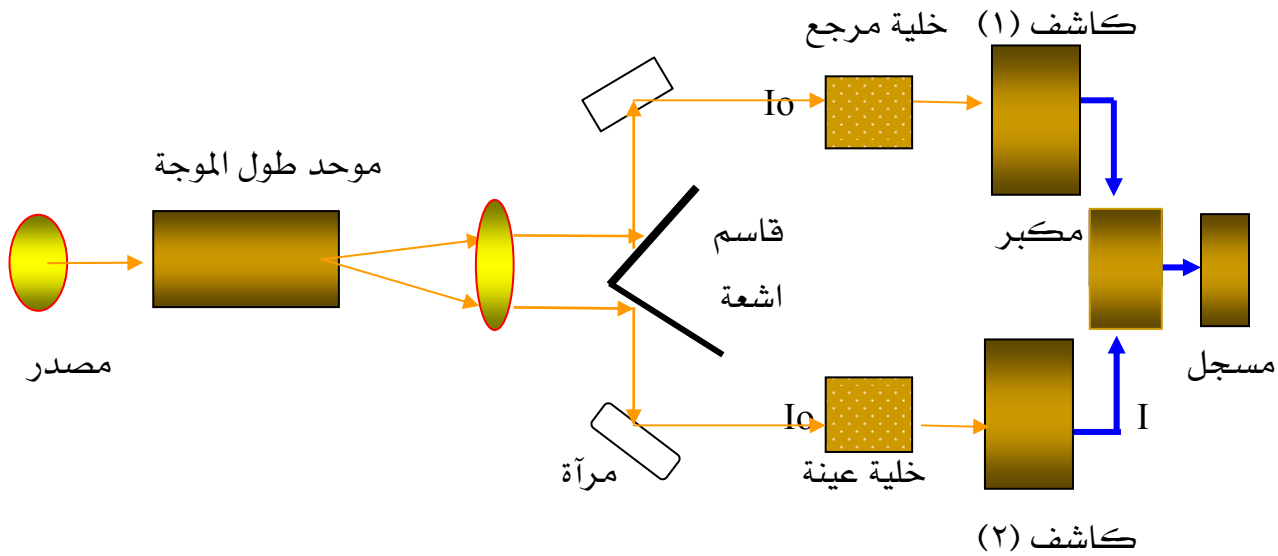 كاشف (١)
خلية مرجع
Io
موحد طول الموجة
قاسم
اشعة
مكبر
مصدر
مسجل
Io
I
مرآة
خلية عينة
كاشف (٢)